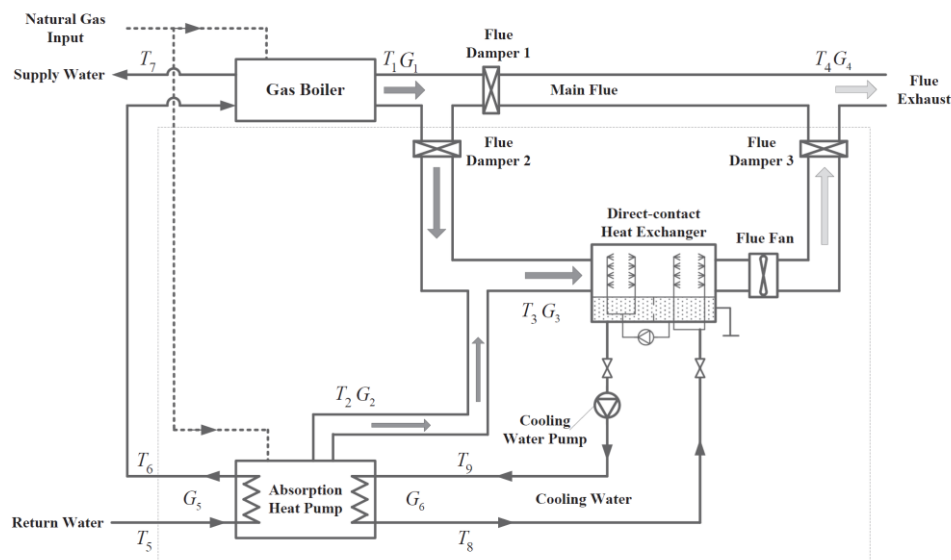 Natural Gas
Input
Flue
Damper 1
T₁ G₁
T₄ G₄
Supply Water
T₇
Gas Boiler
Main Flue
Flue
Exhaust
Flue
Damper 2
Flue
Damper 3
Direct-contact
Heat Exchanger
Flue Fan
T₃ G₃
T₂ G₂
Cooling
Water Pump
T₆
T₉
G₅
Absorption
Heat Pump
G₆
Cooling Water
Return Water
T₅
T₈